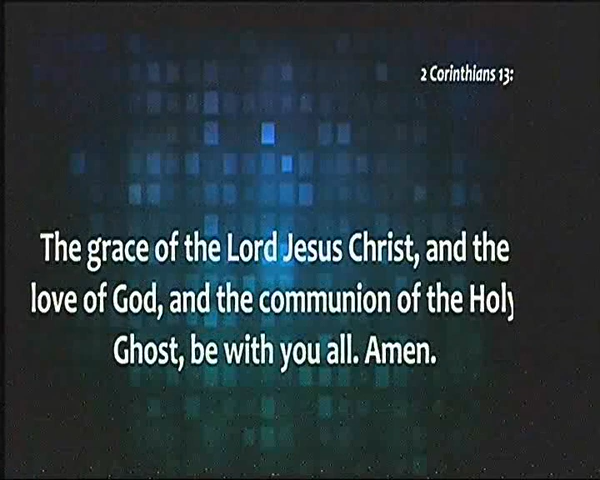 2 Corinthians 13:
The grace of the Lord Jesus Christ, and the
love of God, and the communion of the Holy
Ghost, be with you all. Amen.